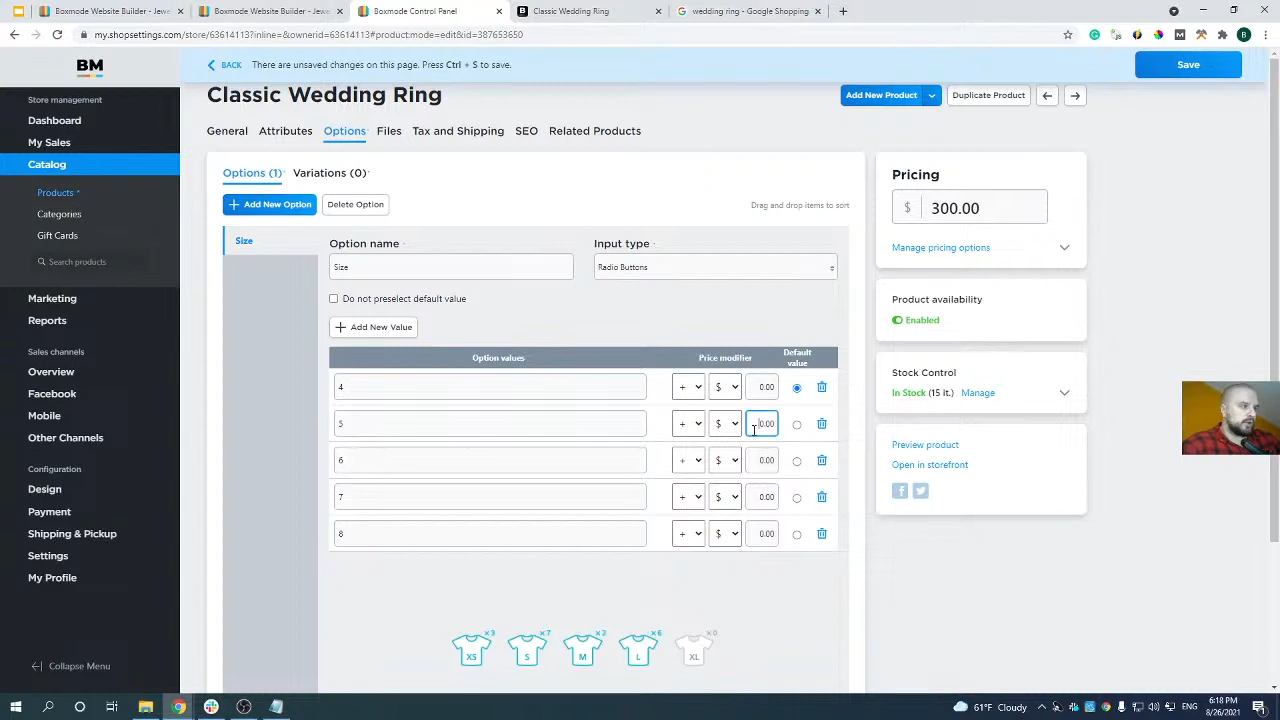 Boxmode Website Builder - Jewe
Boxmode Website Builder - Jewe
Boxmode Control Panel
Classic Wedding Ring
wedding ring - Google Shopping
my.shopsettings.com/store/63614113#inline=&ownerid=63614113#product:mode=edit&id=387653650
B
BM
BACK
There are unsaved changes on this page. Press Ctrl + S to save.
Save
Store management
Dashboard
My Sales
Catalog
Products
Categories
Gift Cards
Search products
Marketing
Reports
Sales channels
Overview
Facebook
Mobile
Other Channels
Configuration
Design
Payment
Shipping & Pickup
Settings
My Profile
Collapse Menu
Classic Wedding Ring
Add New Product
Duplicate Product
General
Attributes
Options
Files
Tax and Shipping
SEO
Related Products
Options (1)
Variations (0)
Add New Option
Delete Option
Drag and drop items to sort
Size
Option name
Input type
Size
Radio Buttons
Do not preselect default value
Add New Value
Option values
Price modifier
Default
value
4 + $ 0.00
5 + $ 0.00
6 + $ 0.00
7 + $ 0.00
8 + $ 0.00
×3 ×7 ×2 ×6 ×0
XS S M L XL
Pricing
$ 300.00
Manage pricing options
Product availability
Enabled
Stock Control
In Stock (15 it.) Manage
Preview product
Open in storefront
61°F Cloudy
ENG
6:18 PM
8/26/2021